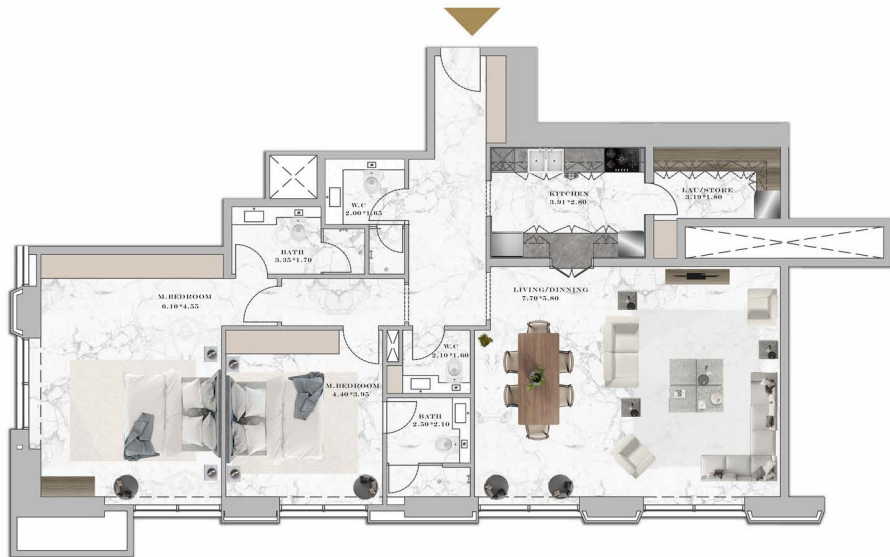 KITCHEN
3.91*2.80
LAU/STORE
3.19*1.80
W.C
2.00*1.65
BATH
3.35*1.70
M.BEDROOM
6.10*4.55
LIVING/DINNING
7.70*5.80
W.C
2.10*1.60
M.BEDROOM
4.40*3.95
BATH
2.50*2.10